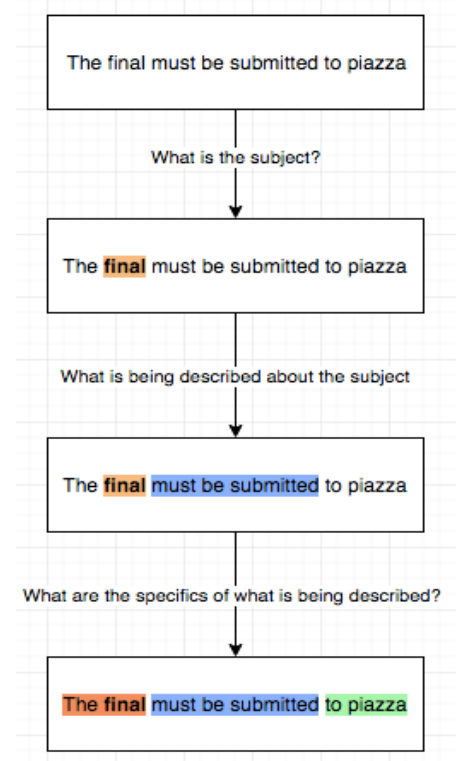 The final must be submitted to piazza
What is the subject?
The final must be submitted to piazza
What is being described about the subject
The final must be submitted to piazza
What are the specifics of what is being described?
The final must be submitted to piazza